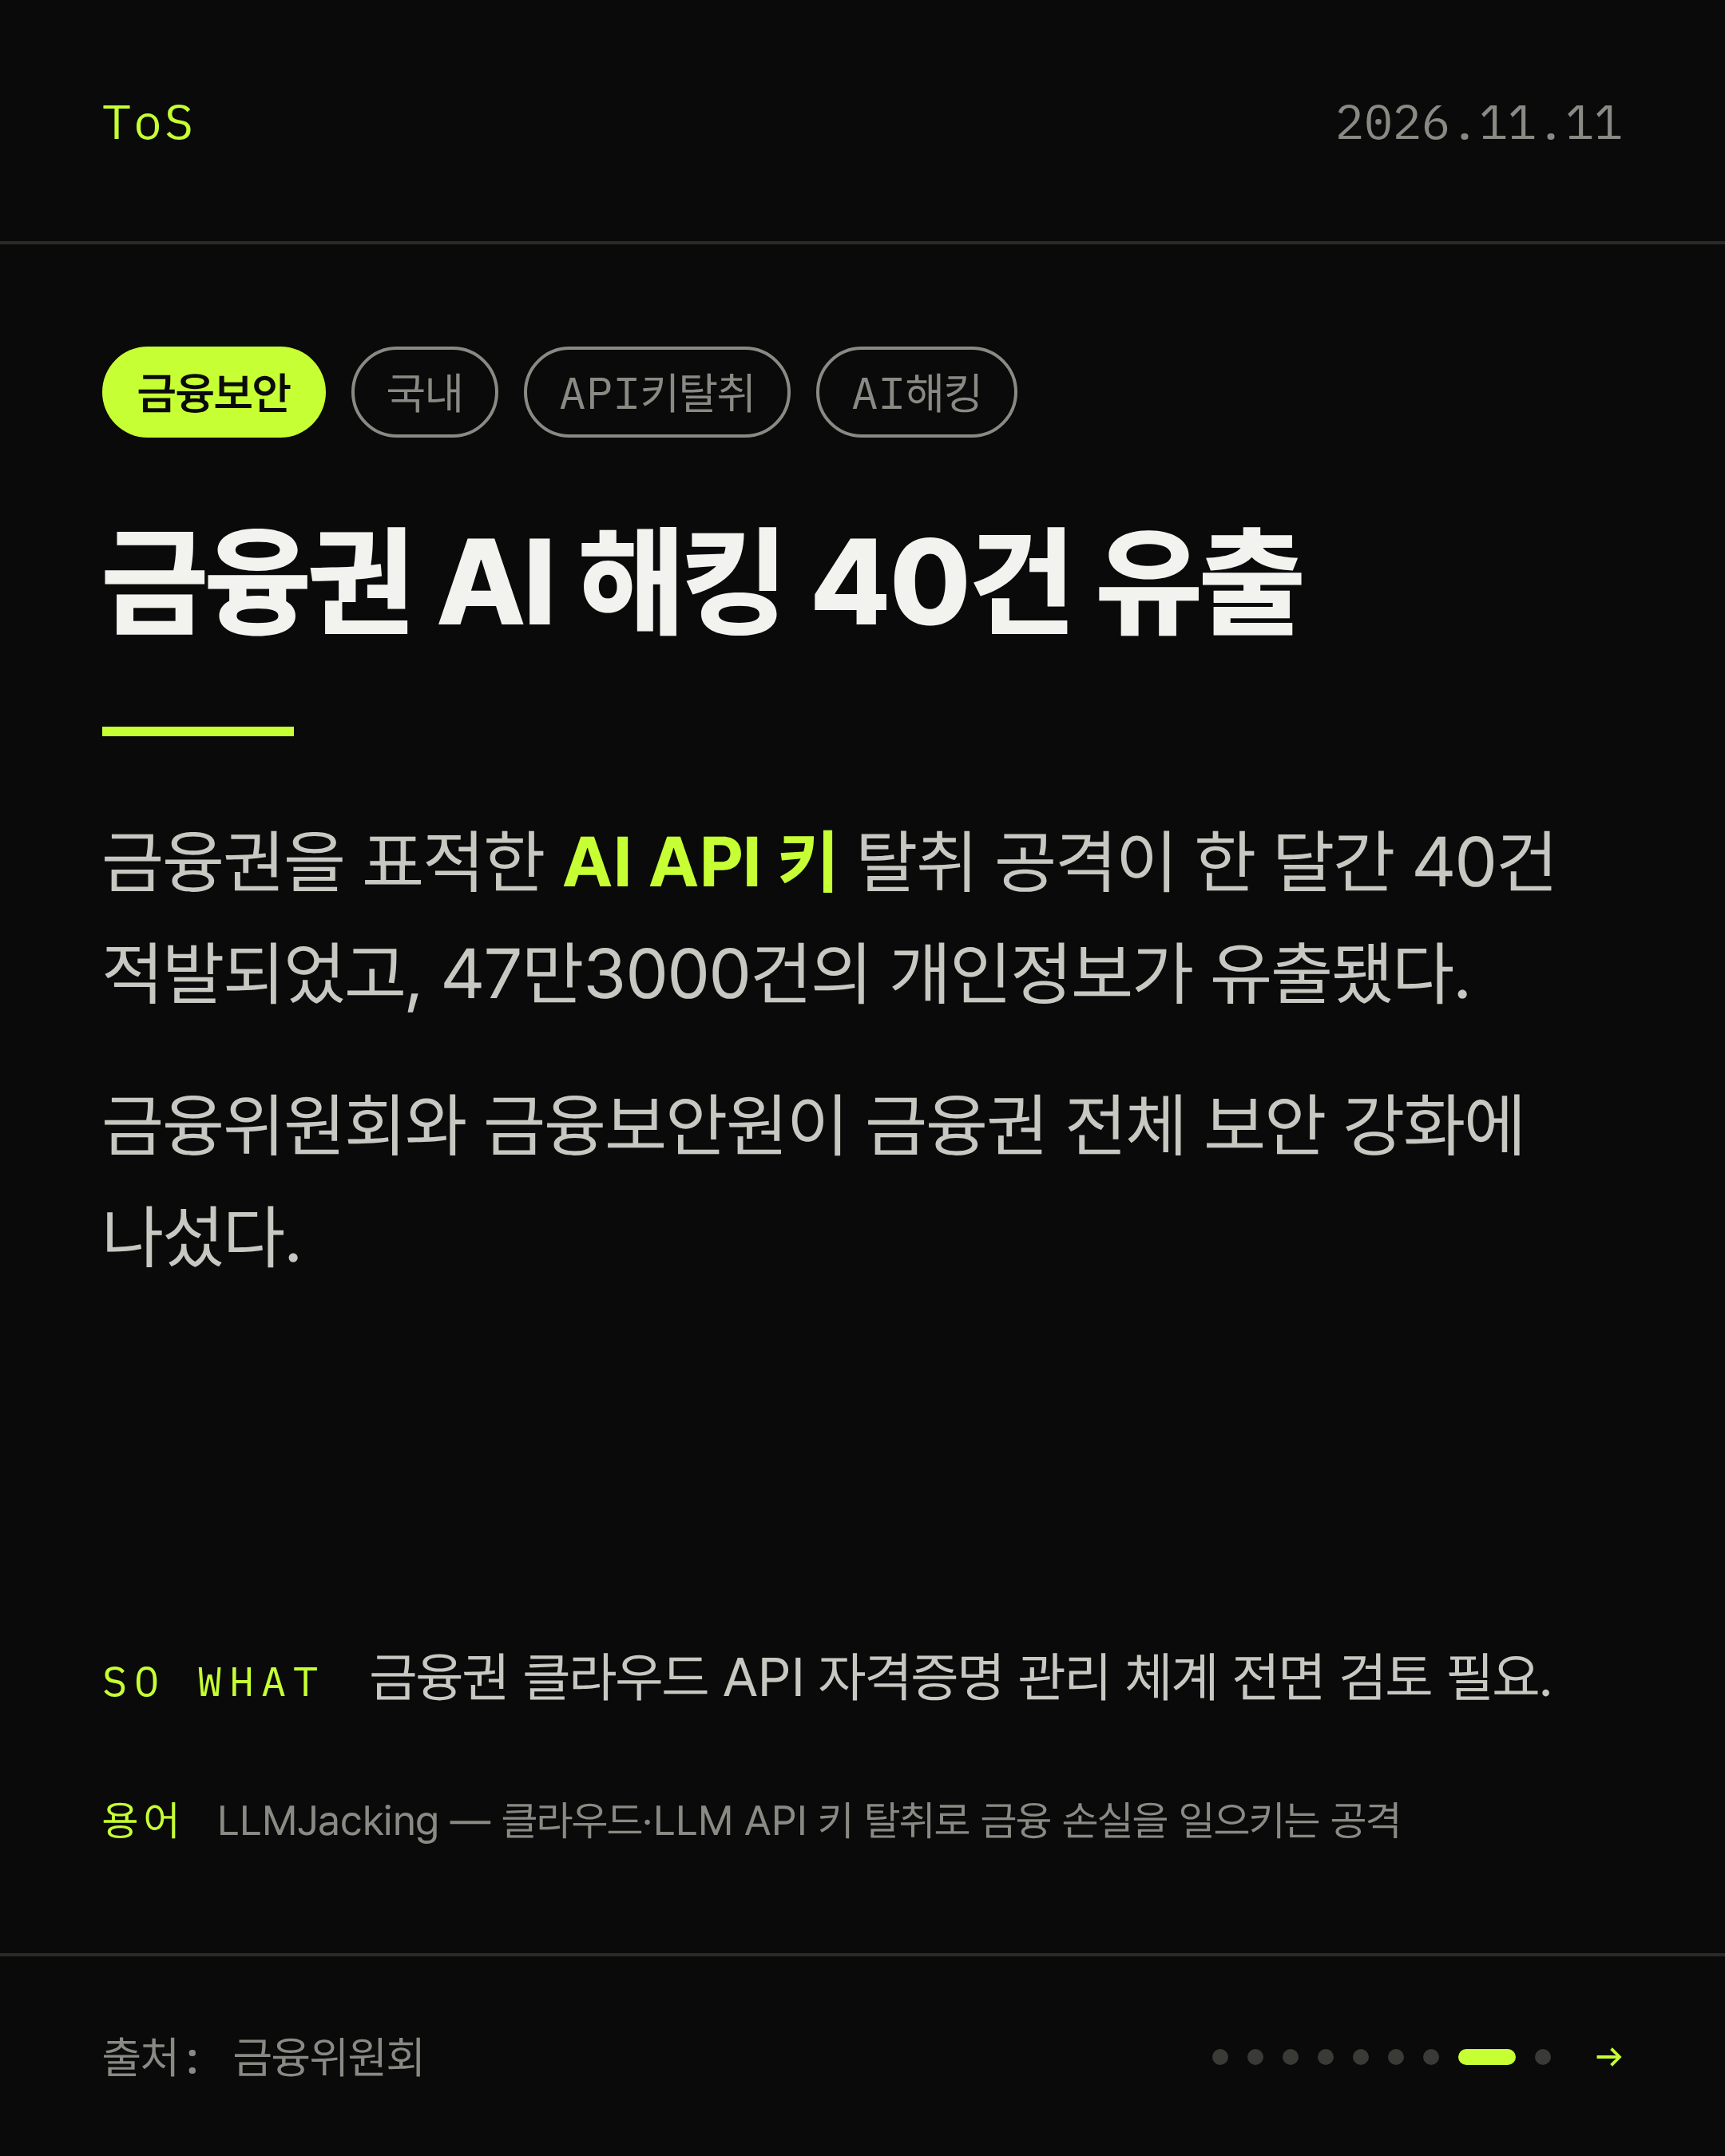 ToS
2026.11.11
금융보안 국내 API키탈취 AI해킹
금융권 AI 해킹 40건 유출
금융권을 표적한 AI API 키 탈취 공격이 한 달간 40건
적발되었고, 47만3000건의 개인정보가 유출됐다.
금융위원회와 금융보안원이 금융권 전체 보안 강화에
나섰다.
SO WHAT 금융권 클라우드 API 자격증명 관리 체계 전면 검토 필요.
용어 LLMJacking — 클라우드·LLM API 키 탈취로 금융 손실을 일으키는 공격
출처: 금융위원회 →